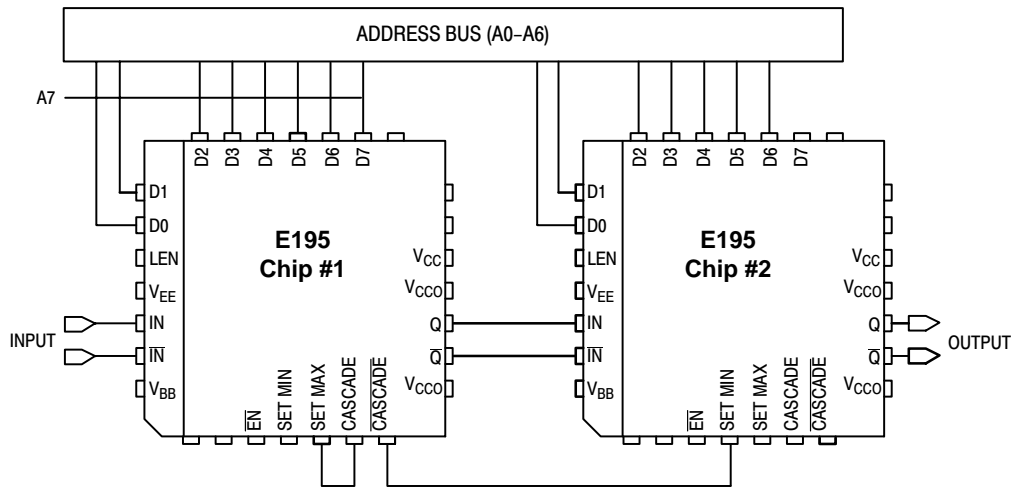 ADDRESS BUS (A0–A6)
A7
D2 D3 D4 D5 D6 D7
D1
D0
LEN
VEE
IN
IN
VBB
INPUT
E195
Chip #1
VCC
VCCO
Q
Q
VCCO
EN
SET MIN
SET MAX
CASCADE
CASCADE
D2 D3 D4 D5 D6 D7
D1
D0
LEN
VEE
IN
IN
VBB
E195
Chip #2
VCC
VCCO
Q
Q
VCCO
OUTPUT
EN
SET MIN
SET MAX
CASCADE
CASCADE